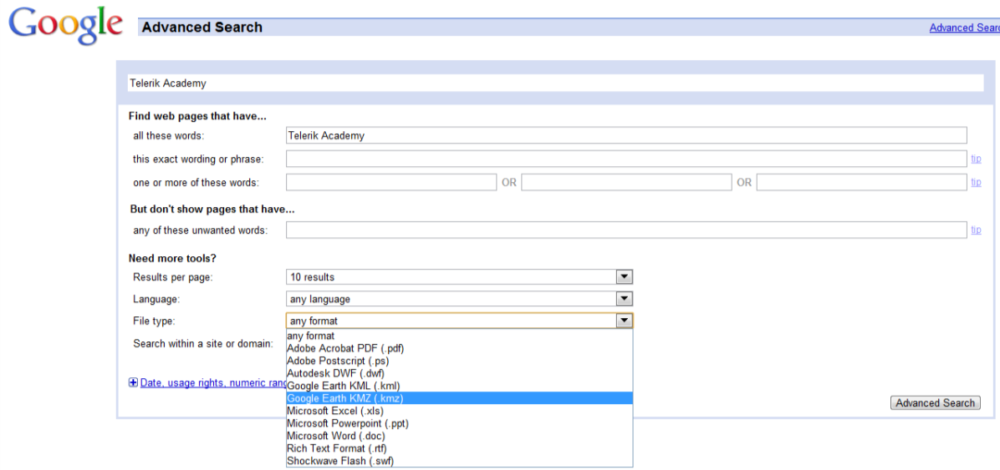 Google Advanced Search Advanced Sear
Telerik Academy
Find web pages that have...
all these words: Telerik Academy
this exact wording or phrase: tip
one or more of these words: OR OR tip
But don't show pages that have...
any of these unwanted words: tip
Need more tools?
Results per page: 10 results
Language: any language
File type: any format
any format
Search within a site or domain:
Adobe Acrobat PDF (.pdf)
Adobe Postscript (.ps)
Autodesk DWF (.dwf)
Date, usage rights, numeric rang
Google Earth KML (.kml)
Google Earth KMZ (.kmz)
Advanced Search
Microsoft Excel (.xls)
Microsoft Powerpoint (.ppt)
Microsoft Word (.doc)
Rich Text Format (.rtf)
Shockwave Flash (.swf)